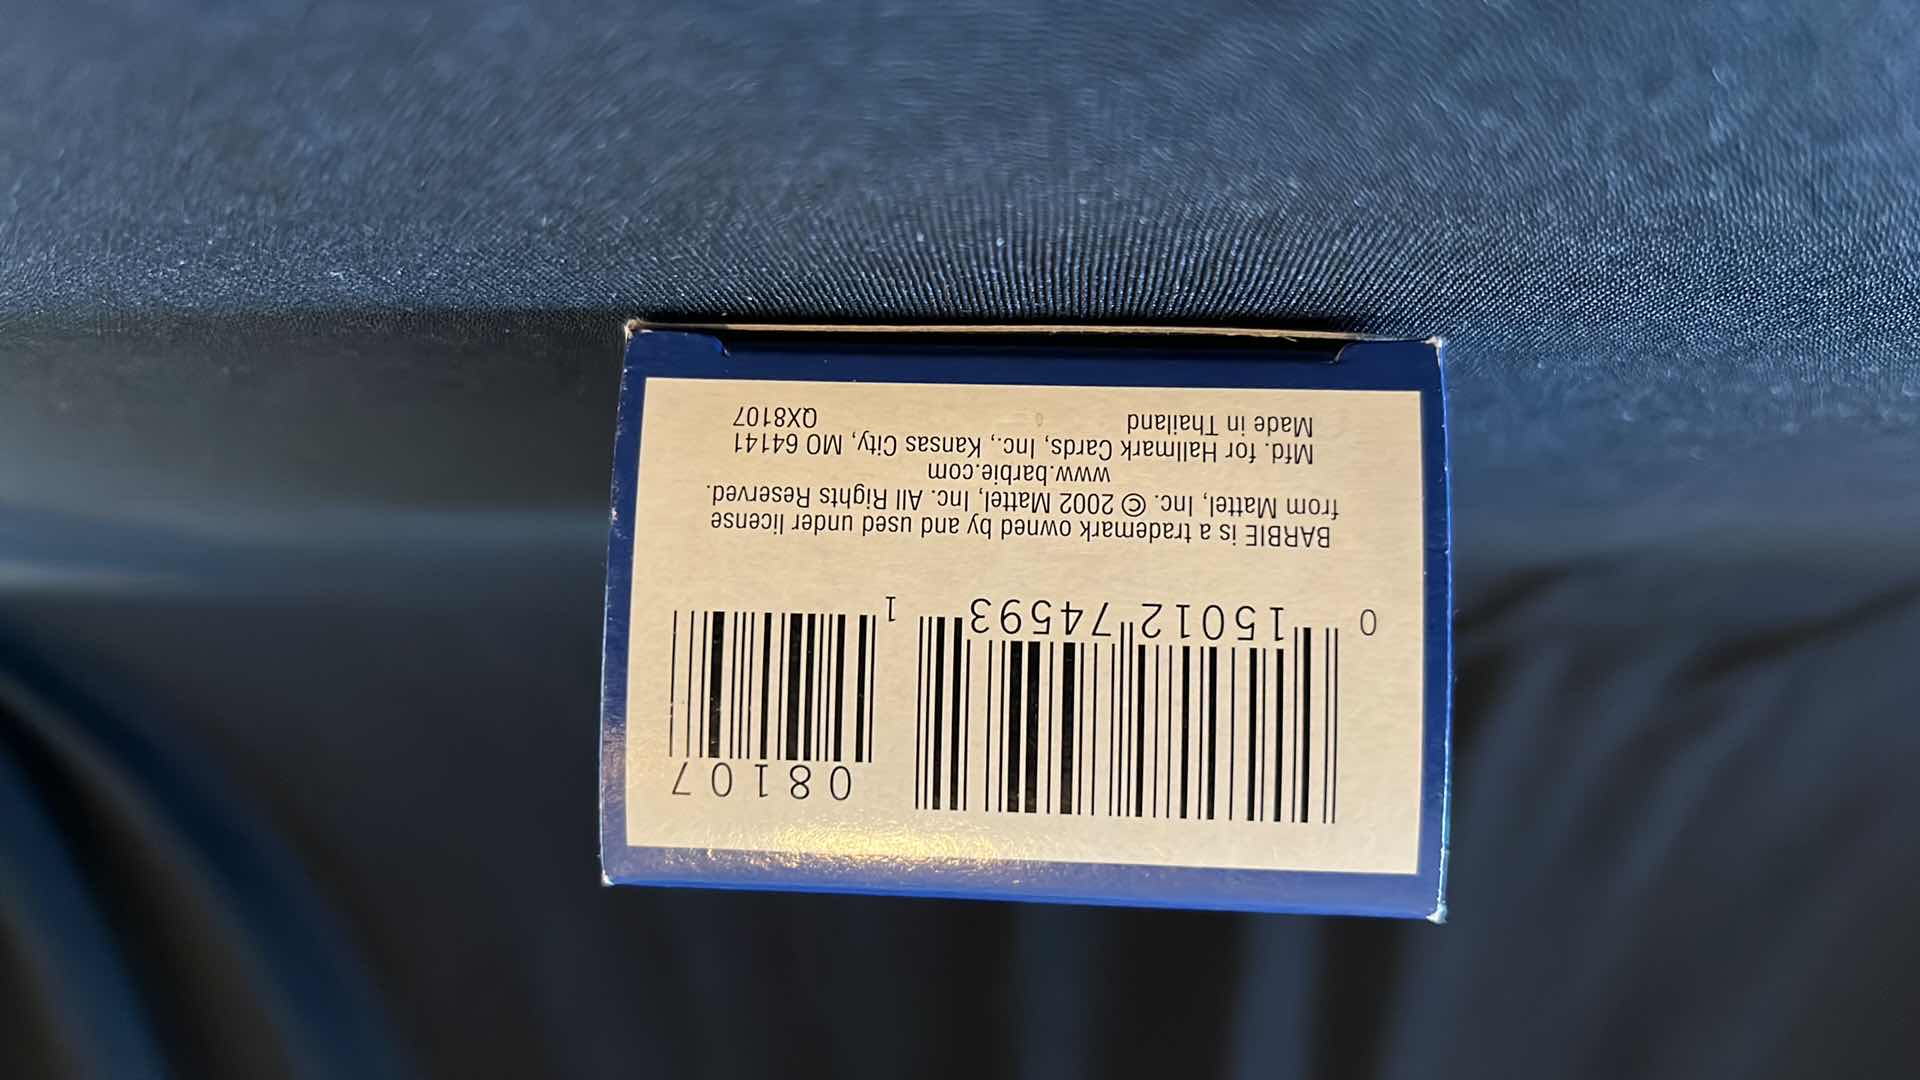 08107
0 15012 74593 1
BARBIE is a trademark owned by and used under license
from Mattel, Inc. © 2002 Mattel, Inc. All Rights Reserved.
www.barbie.com
Mfd. for Hallmark Cards, Inc., Kansas City, MO 64141
Made in Thailand QX8107